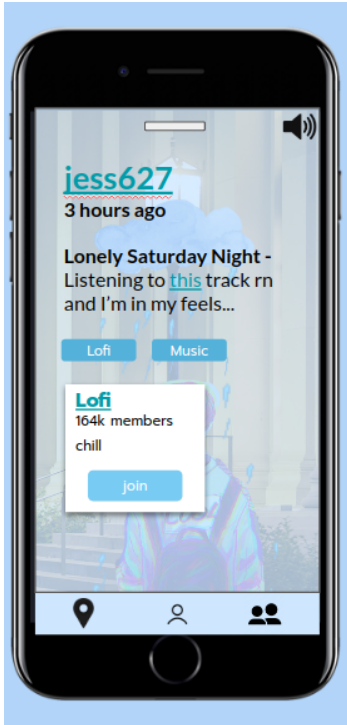 jess627
3 hours ago
Lonely Saturday Night -
Listening to this track rn
and I'm in my feels...
Lofi
Music
Lofi
164k members
chill
join